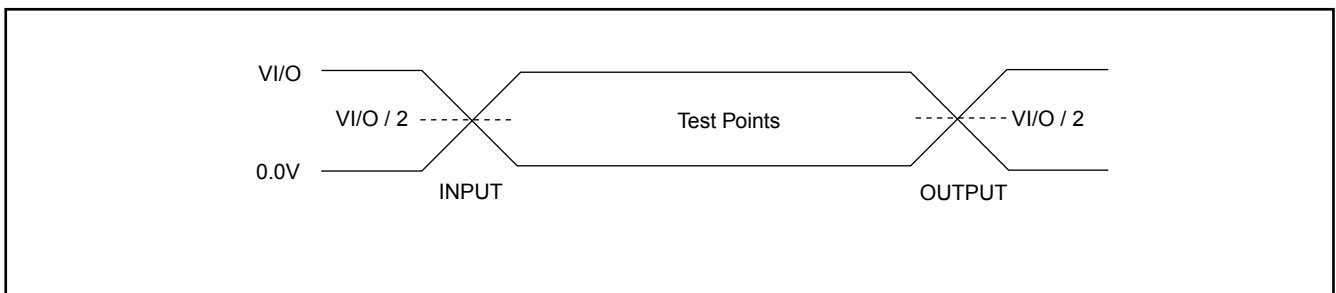 VI/O
VI/O / 2
Test Points
VI/O / 2
0.0V
INPUT
OUTPUT